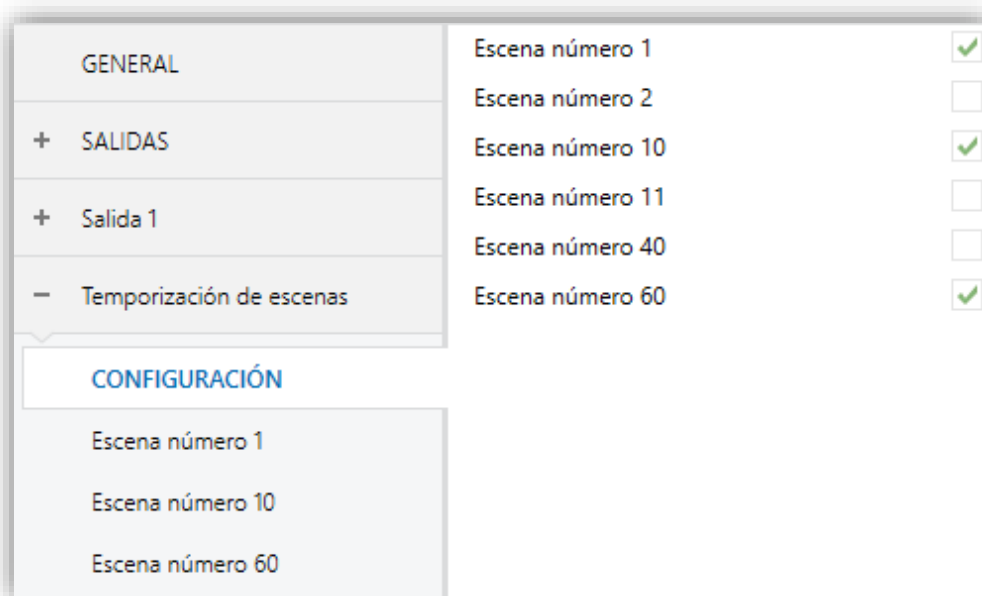 GENERAL
+ SALIDAS
+ Salida 1
− Temporización de escenas
CONFIGURACIÓN
Escena número 1
Escena número 10
Escena número 60
Escena número 1
Escena número 2
Escena número 10
Escena número 11
Escena número 40
Escena número 60